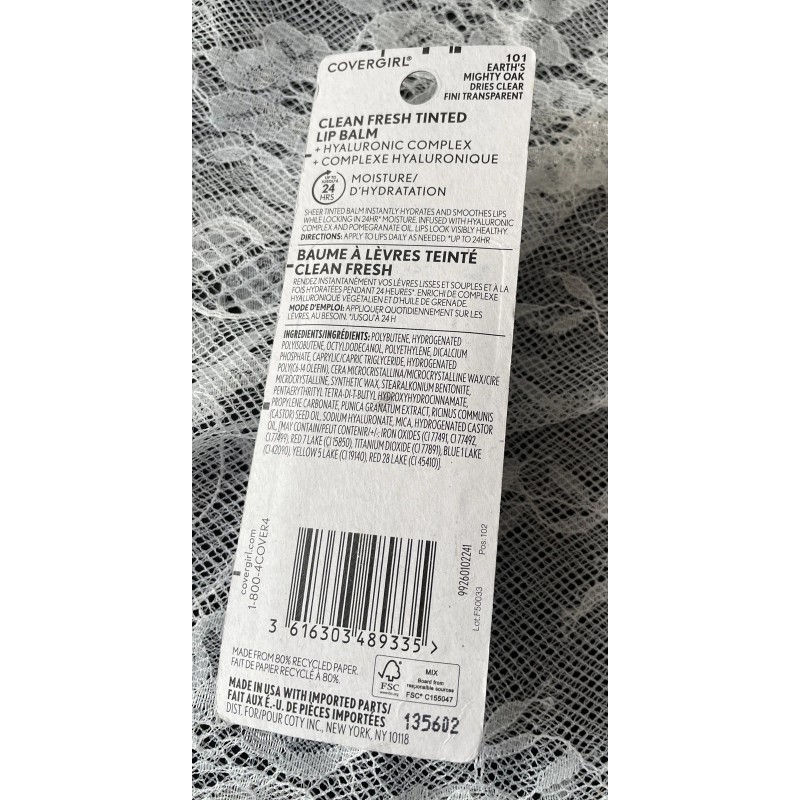 COVERGIRL®
101
EARTH'S
MIGHTY OAK
DRIES CLEAR
FINI TRANSPARENT
CLEAN FRESH TINTED
LIP BALM
+ HYALURONIC COMPLEX
+ COMPLEXE HYALURONIQUE
24
HRS
MOISTURE/
D'HYDRATATION
SHEER TINTED BALM INSTANTLY HYDRATES AND SMOOTHES LIPS
WHILE LOCKING IN 24HR* MOISTURE. INFUSED WITH HYALURONIC
COMPLEX AND POMEGRANATE OIL. LIPS LOOK VISIBLY HEALTHY.
DIRECTIONS: APPLY TO LIPS DAILY AS NEEDED. *UP TO 24HR
BAUME À LÈVRES TEINTÉ
CLEAN FRESH
RENDEZ INSTANTANÉMENT VOS LÈVRES LISSES ET SOUPLES ET À LA
FOIS HYDRATÉES PENDANT 24 HEURES* ENRICHI DE COMPLEXE
HYALURONIQUE VÉGÉTALIEN ET D'HUILE DE GRENADE.
MODE D'EMPLOI: APPLIQUER QUOTIDIENNEMENT SUR LES
LÈVRES, AU BESOIN. *JUSQU'À 24 H
INGREDIENTS/INGRÉDIENTS: POLYBUTENE, HYDROGENATED
POLYISOBUTENE, OCTYLDODECANOL, POLYETHYLENE, DICALCIUM
PHOSPHATE, CAPRYLIC/CAPRIC TRIGLYCERIDE, HYDROGENATED
POLY(C6-14 OLEFIN), CERA MICROCRISTALLINA/MICROCRYSTALLINE WAX/CIRE
MICROCRYSTALLINE, SYNTHETIC WAX, STEARALKONIUM BENTONITE,
PENTAERYTHRITYL TETRA-DI-T-BUTYL HYDROXYHYDROCINNAMATE,
PROPYLENE CARBONATE, PUNICA GRANATUM EXTRACT, RICINUS COMMUNIS
(CASTOR) SEED OIL, SODIUM HYALURONATE, MICA, HYDROGENATED CASTOR
OIL, [MAY CONTAIN/PEUT CONTENIR/+/-: IRON OXIDES (CI 77491, CI 77492,
CI 77499), RED 7 LAKE (CI 15850), TITANIUM DIOXIDE (CI 77891), BLUE 1 LAKE
(CI 42090), YELLOW 5 LAKE (CI 19140), RED 28 LAKE (CI 45410)].
covergirl.com
1-800-4COVER4
99260102241
Lot:F50033 Pos:102
3 616303 489335 >
MADE FROM 80% RECYCLED PAPER.
FAIT DE PAPIER RECYCLÉ À 80%.
FSC
MIX
Board from
responsible sources
FSC® C155047
MADE IN USA WITH IMPORTED PARTS/
FAIT AUX É.-U. DE PIÈCES IMPORTÉES
DIST. FOR/POUR COTY INC., NEW YORK, NY 10118
135602